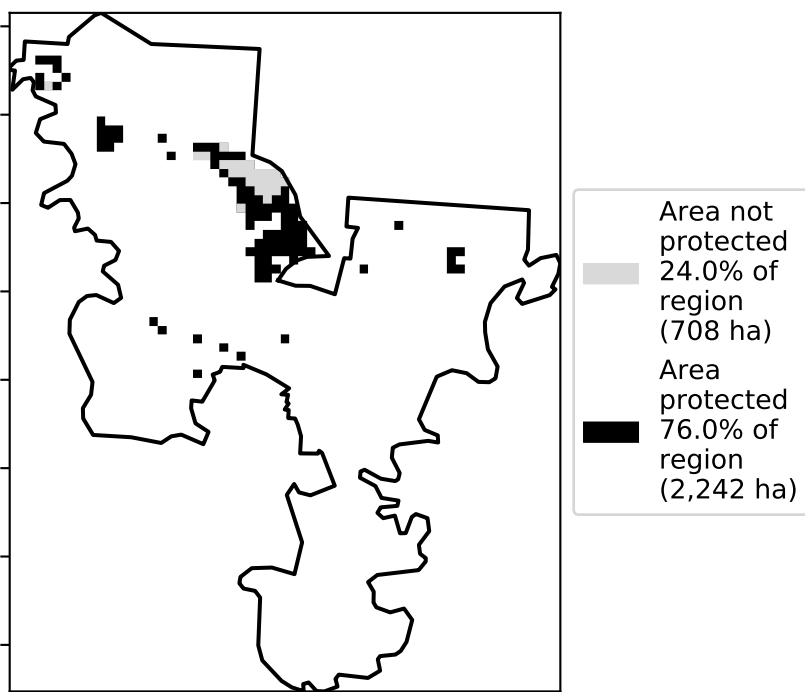 Area not
protected
24.0% of
region
(708 ha)
Area
protected
76.0% of
region
(2,242 ha)